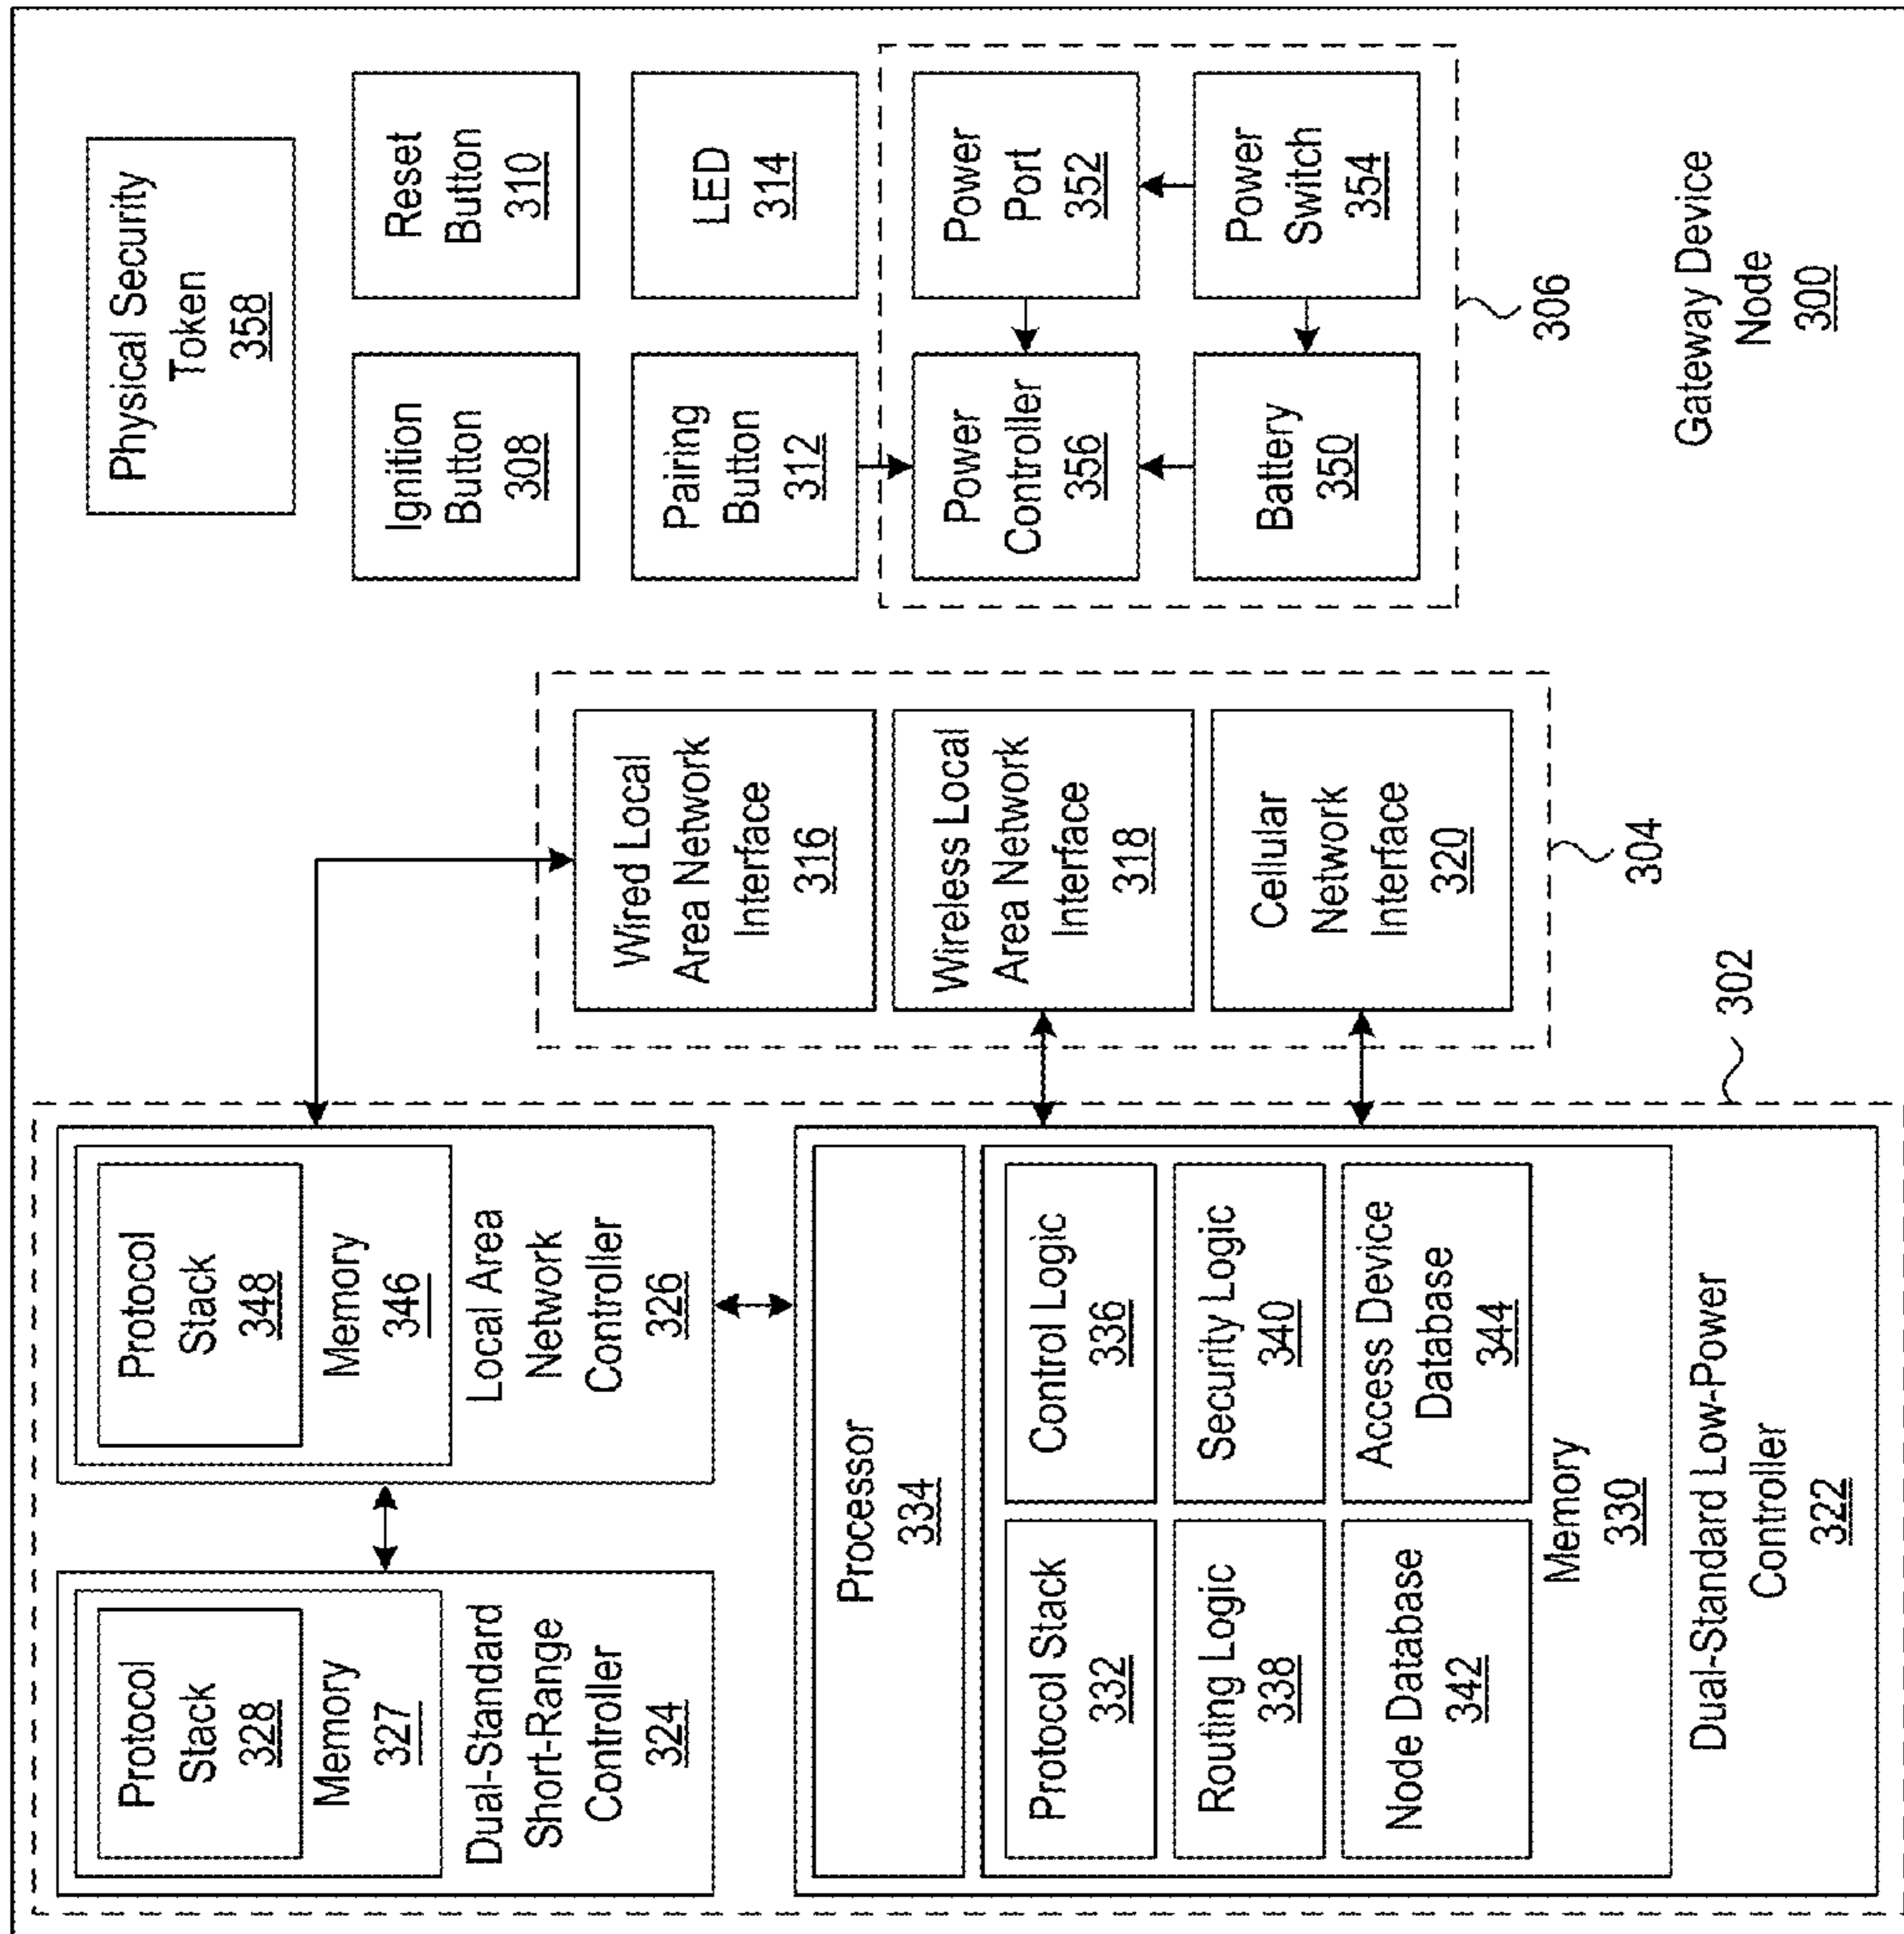 Protocol
Stack
328
Memory
327
Dual-Standard
Short-Range
Controller
324
Protocol
Stack
348
Memory
346
Local Area
Network
Controller
326
Processor
334
Protocol Stack
332
Control Logic
336
Routing Logic
338
Security Logic
340
Node Database
342
Access Device
Database
344
Memory
330
Dual-Standard Low-Power
Controller
322
302
Wired Local
Area Network
Interface
316
Wireless Local
Area Network
Interface
318
Cellular
Network
Interface
320
304
Physical Security
Token
358
Ignition
Button
308
Reset
Button
310
Pairing
Button
312
LED
314
Power
Controller
356
Power
Port
352
Battery
350
Power
Switch
354
306
Gateway Device
Node
300